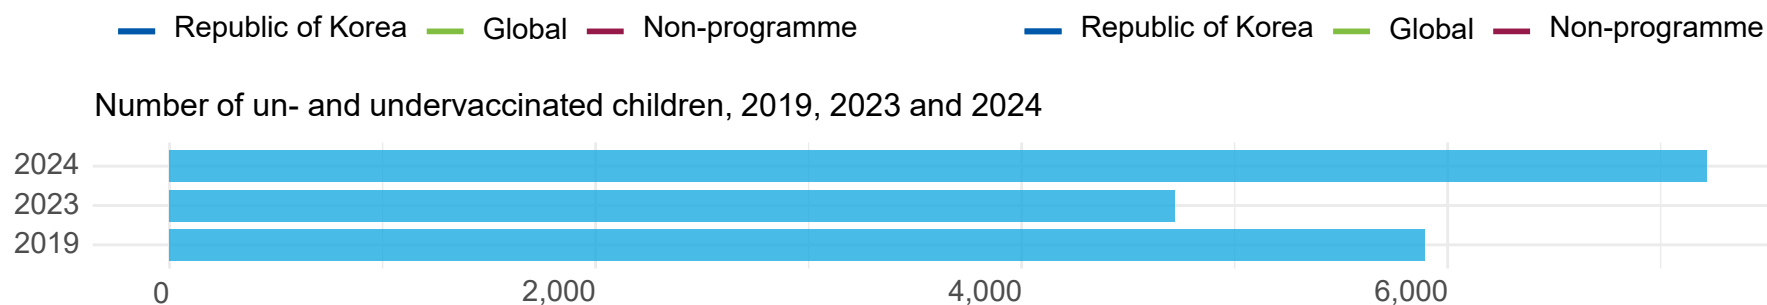 Republic of Korea Global Non-programme Republic of Korea Global Non-programme
Number of un- and undervaccinated children, 2019, 2023 and 2024
2024
2023
2019
0 2,000 4,000 6,000